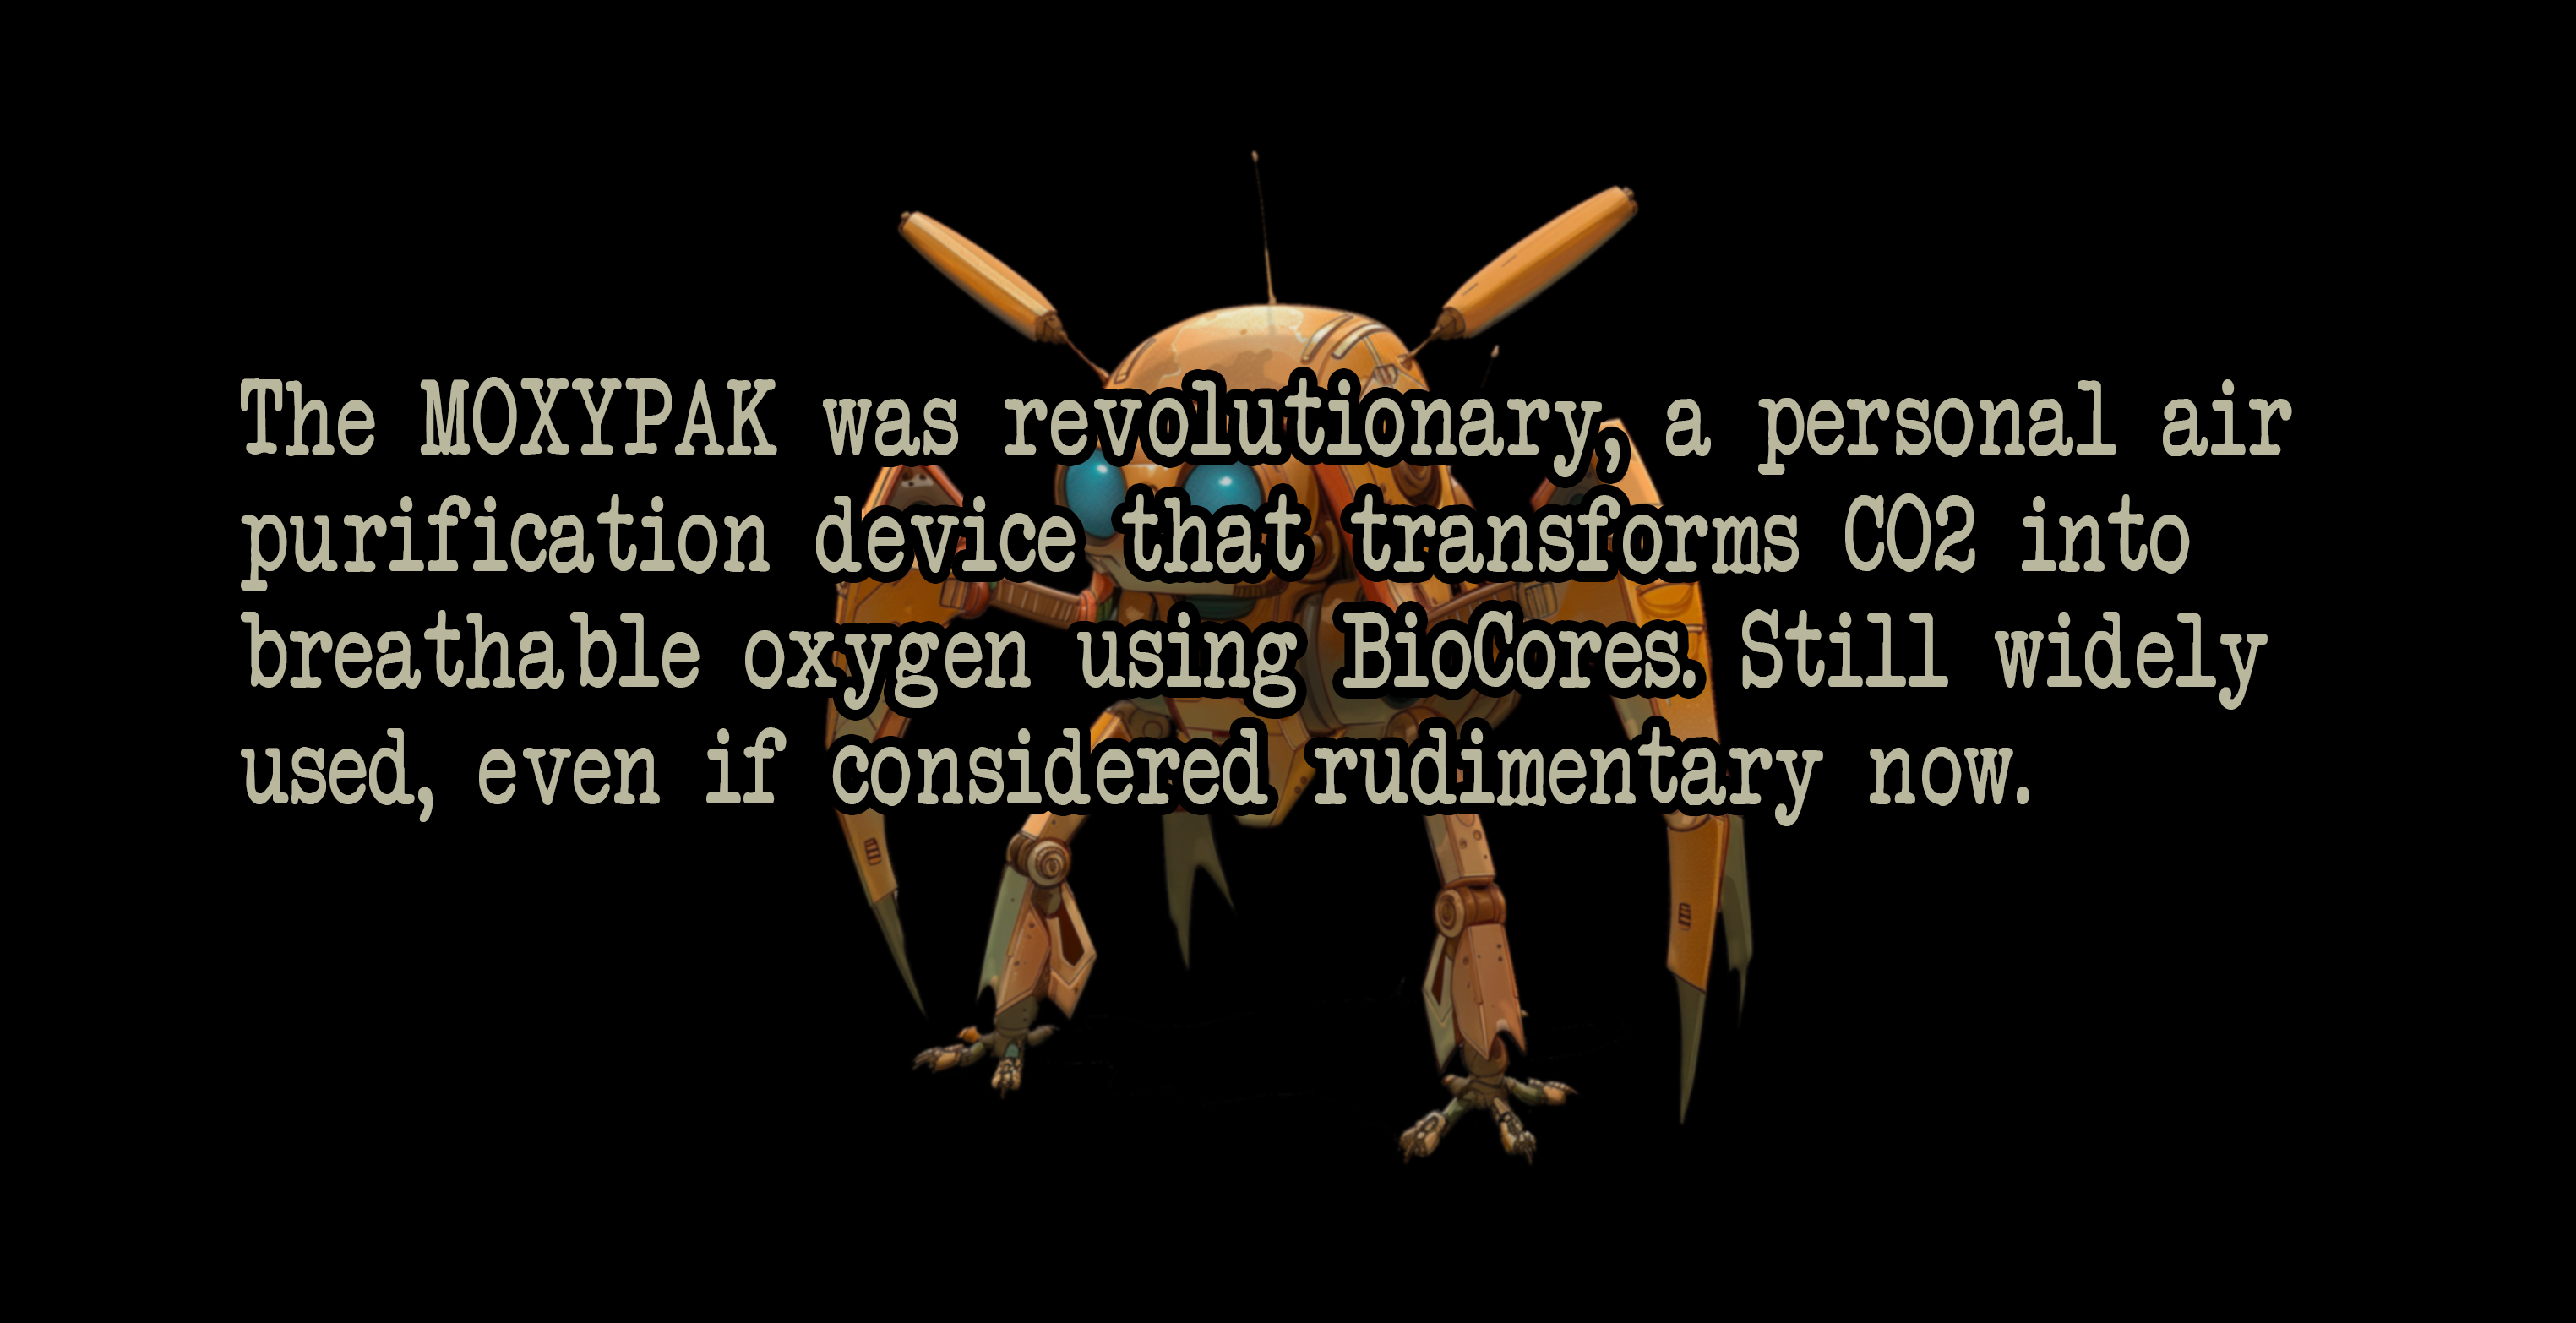 The MOXYPAK was revolutionary, a personal air
purification device that transforms CO2 into
breathable oxygen using BioCores. Still widely
used, even if considered rudimentary now.